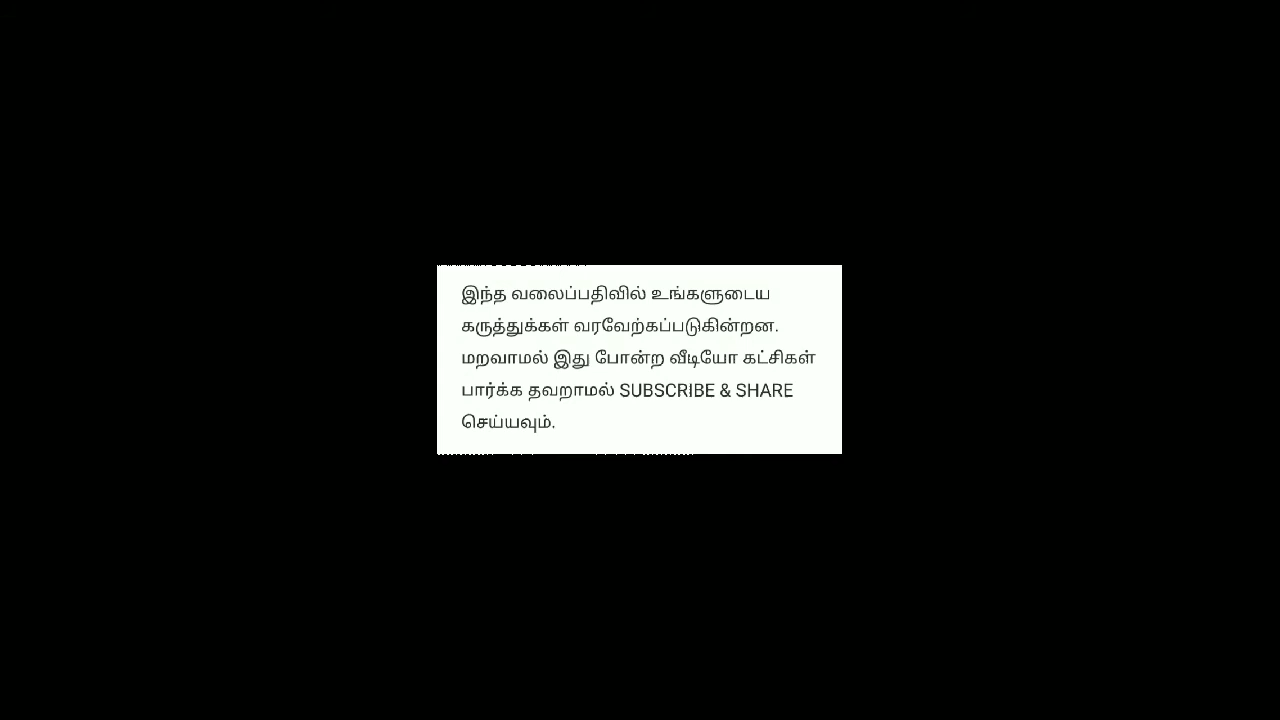 இந்த வலைப்பதிவில் உங்களுடைய
கருத்துக்கள் வரவேற்கப்படுகின்றன.
மறவாமல் இது போன்ற வீடியோ கட்சிகள்
பார்க்க தவறாமல் SUBSCRIBE & SHARE
செய்யவும்.